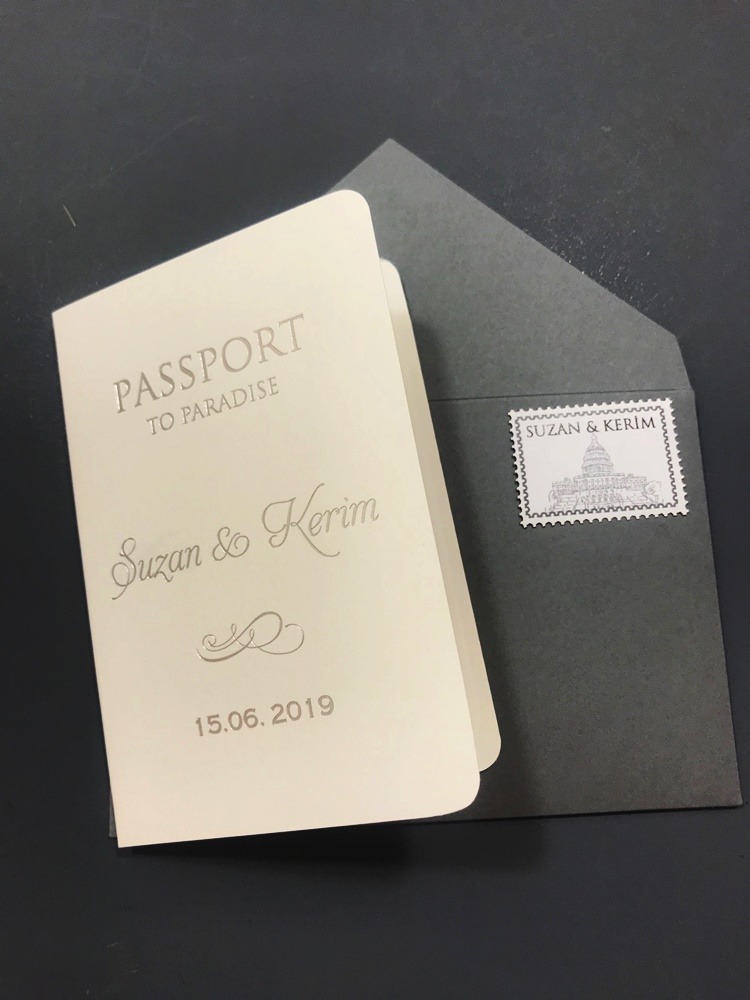 PASSPORT
TO PARADISE
Suzan & Kerim
15.06.2019
SUZAN & KERİM